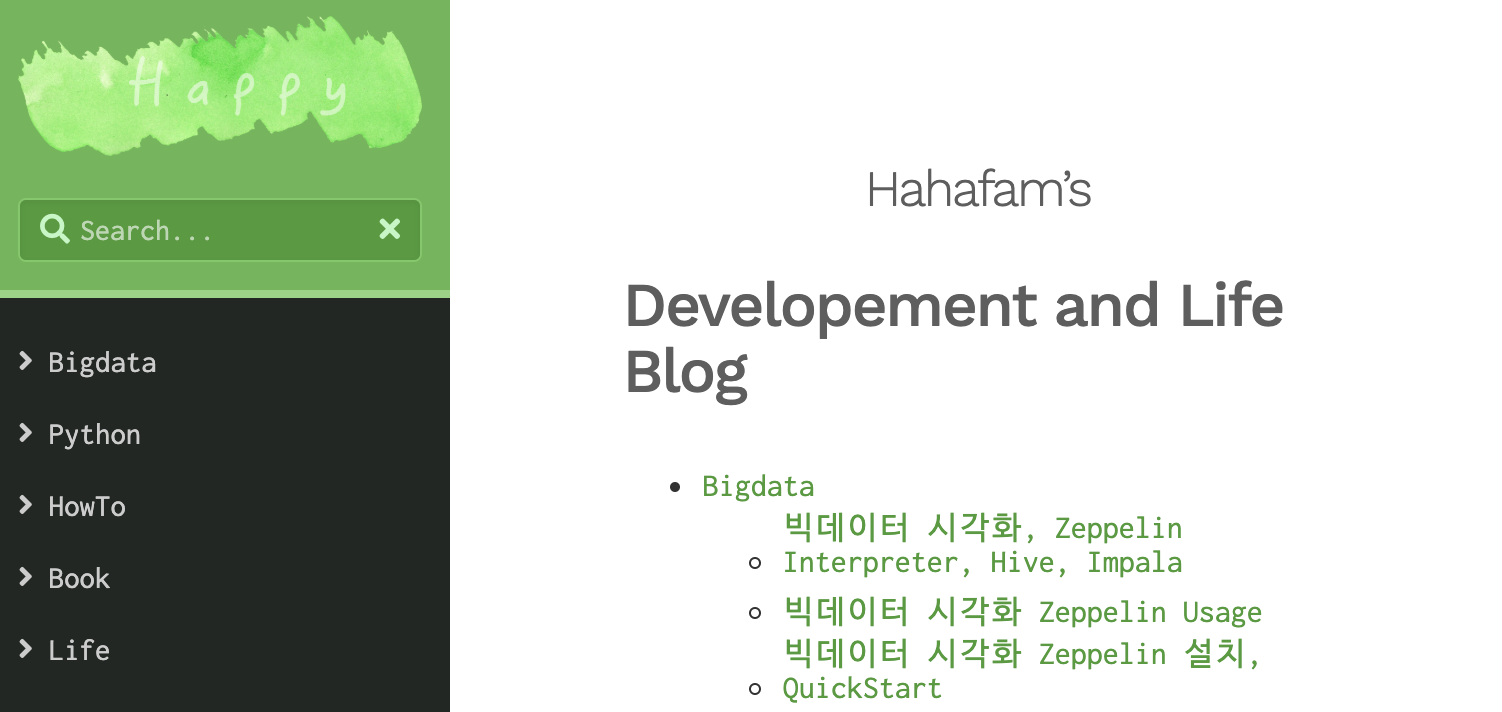 Happy
Search...
Bigdata
Python
HowTo
Book
Life
Hahafam’s
Developement and Life
Blog
Bigdata
빅데이터 시각화, Zeppelin
Interpreter, Hive, Impala
빅데이터 시각화 Zeppelin Usage
빅데이터 시각화 Zeppelin 설치,
QuickStart